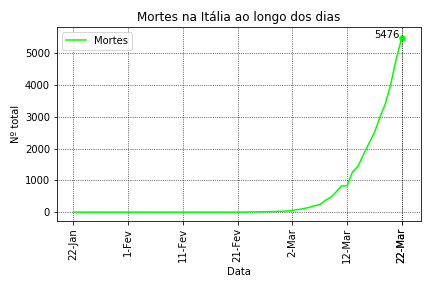 Mortes na Itália ao longo dos dias
Mortes
5476
Nº total
5000
4000
3000
2000
1000
0
22-Jan
1-Fev
11-Fev
21-Fev
2-Mar
12-Mar
22-Mar
Data